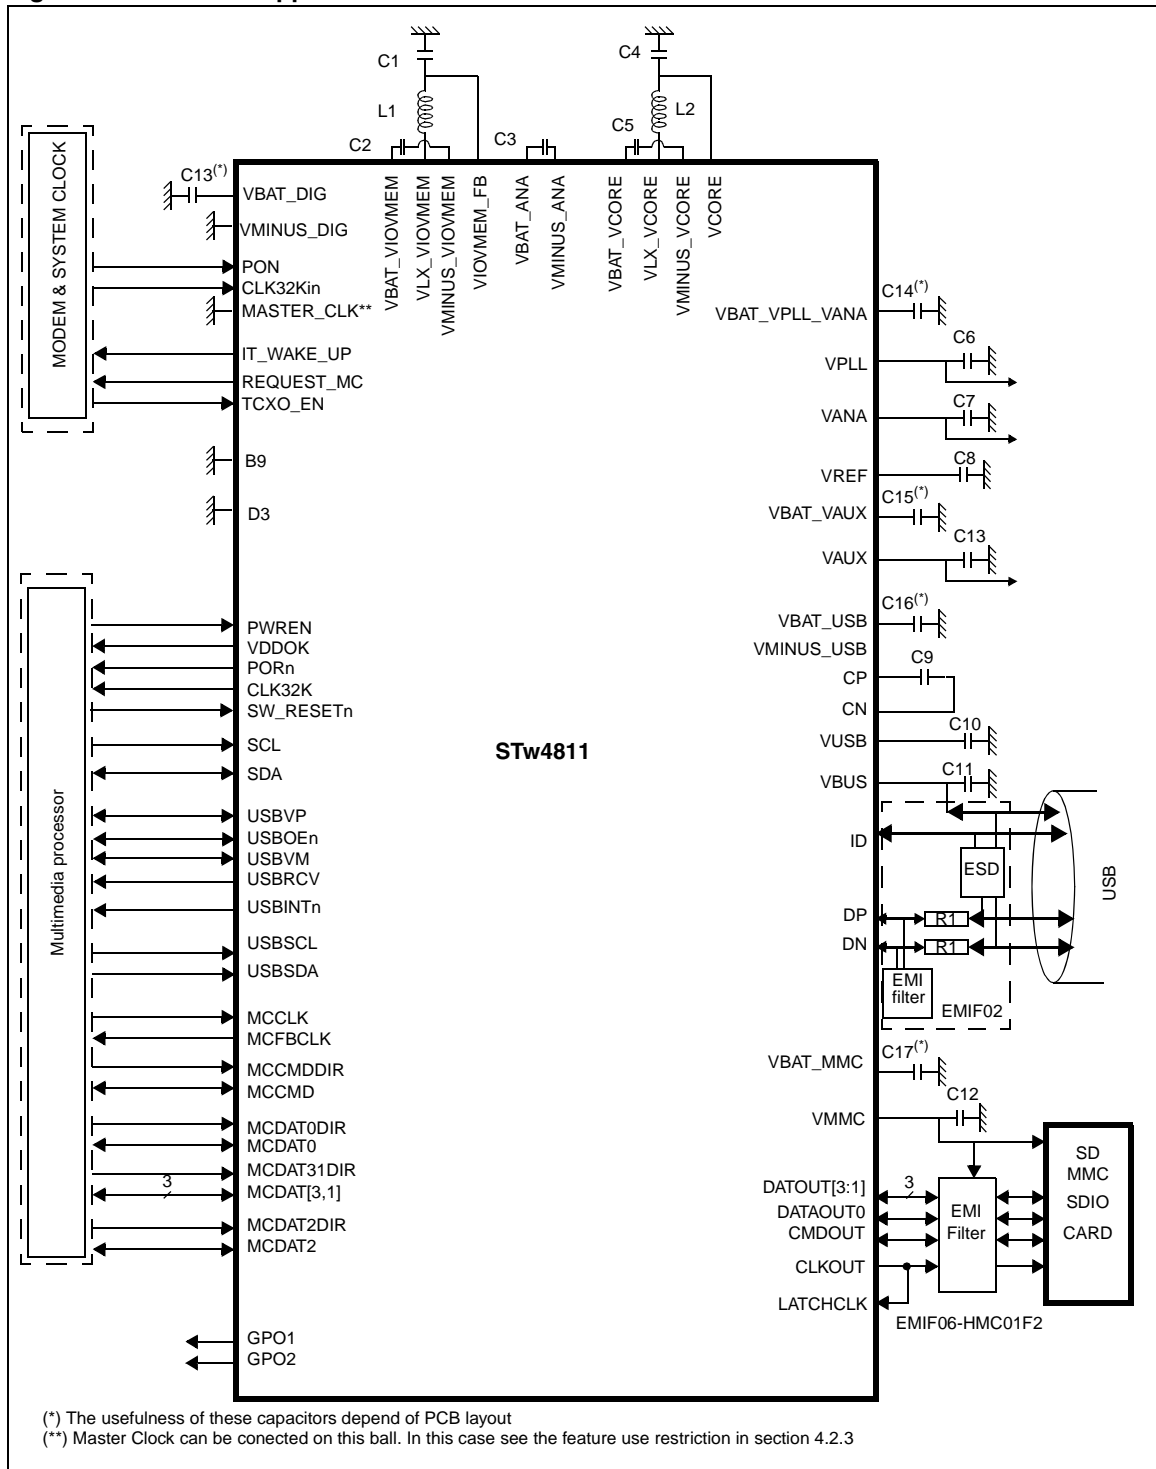 C1
C4
L1
L2
C2
C3
C5
MODEM & SYSTEM CLOCK
C13(*)
VBAT_DIG
VMINUS_DIG
PON
CLK32Kin
MASTER_CLK**
IT_WAKE_UP
REQUEST_MC
TCXO_EN
B9
D3
VBAT_VIOVMEM
VLX_VIOVMEM
VMINUS_VIOVMEM
VIOVMEM_FB
VBAT_ANA
VMINUS_ANA
VBAT_VCORE
VLX_VCORE
VMINUS_VCORE
VCORE
C14(*)
VBAT_VPLL_VANA
C6
VPLL
C7
VANA
C8
VREF
C15(*)
VBAT_VAUX
C13
VAUX
C16(*)
VBAT_USB
VMINUS_USB
C9
CP
CN
C10
VUSB
C11
VBUS
ID
ESD
USB
DP
R1
DN
R1
EMI
filter
EMIF02
STw4811
Multimedia processor
PWREN
VDDOK
PORn
CLK32K
SW_RESETn
SCL
SDA
USBVP
USBOEn
USBVM
USBRCV
USBINTn
USBSCL
USBSDA
MCCLK
MCFBCLK
MCCMDDIR
MCCMD
MCDAT0DIR
MCDAT0
MCDAT31DIR
3
MCDAT[3,1]
MCDAT2DIR
MCDAT2
GPO1
GPO2
C17(*)
VBAT_MMC
C12
VMMC
DATOUT[3:1]
3
DATAOUT0
CMDOUT
CLKOUT
LATCHCLK
EMI
Filter
SD
MMC
SDIO
CARD
EMIF06-HMC01F2
(*) The usefulness of these capacitors depend of PCB layout
(**) Master Clock can be conected on this ball. In this case see the feature use restriction in section 4.2.3